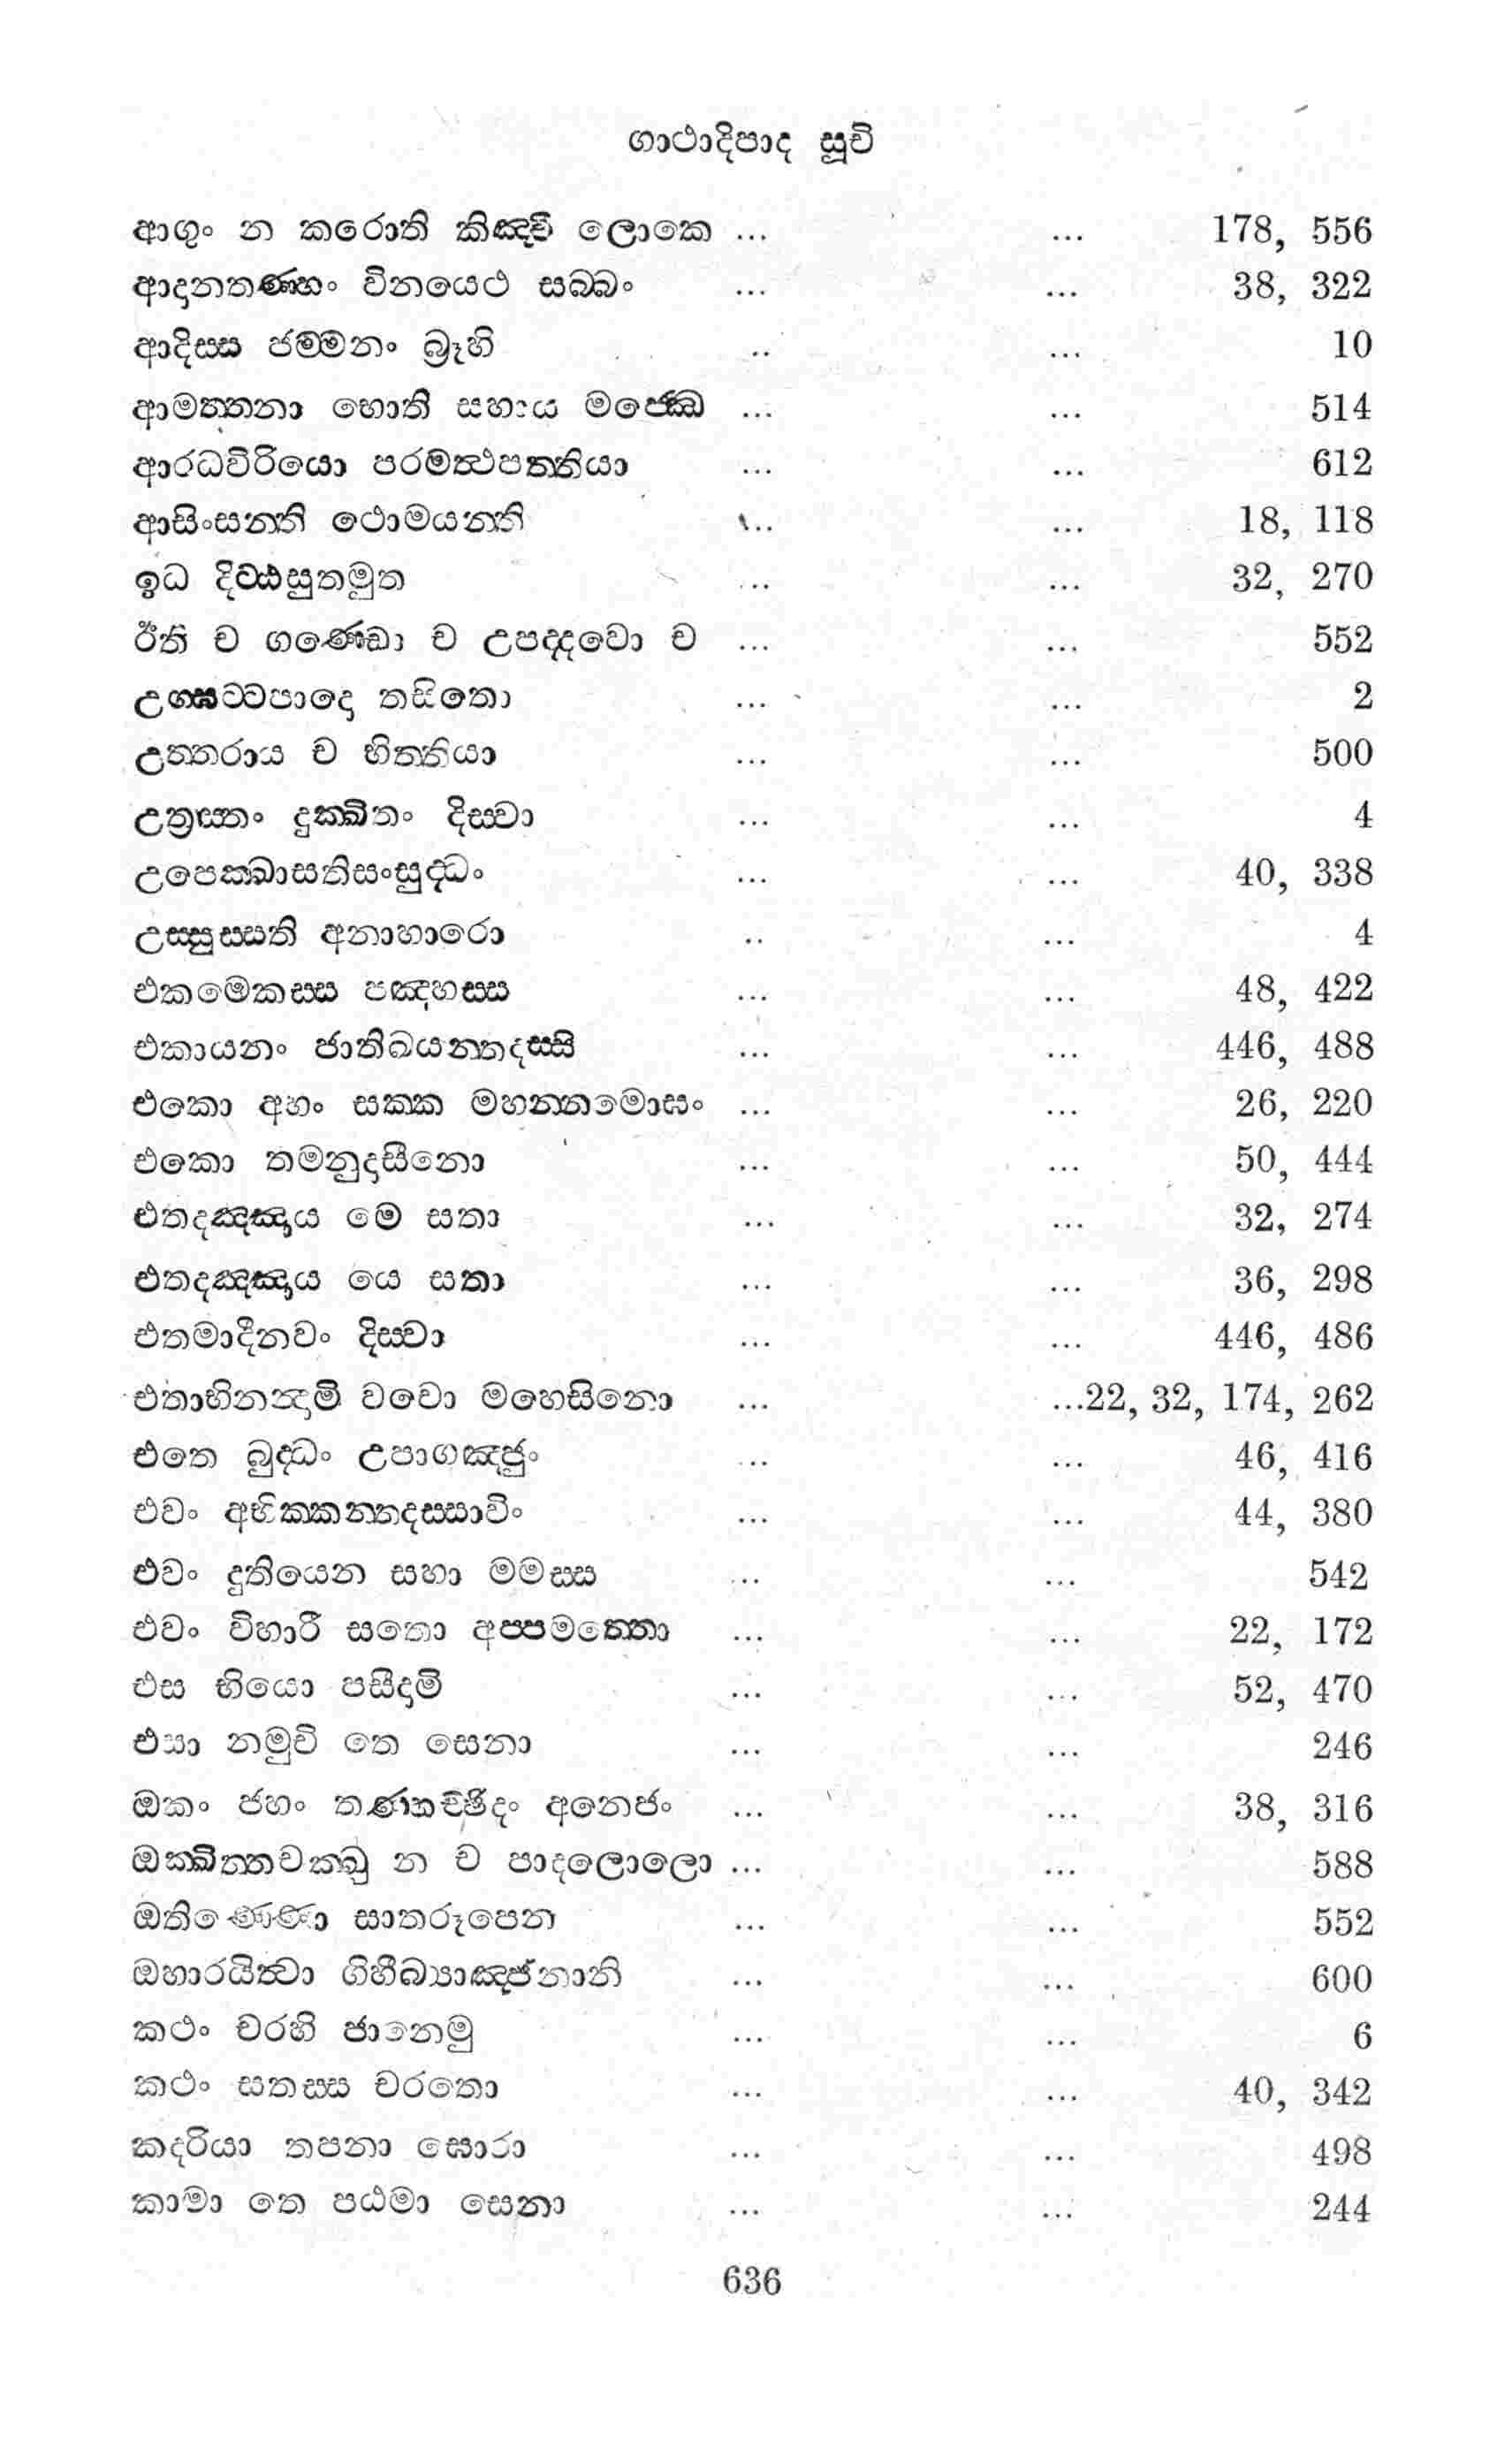 ගාථාදිපාද සූචි
ආගුං න කරොති කිඤ්චි ලොකෙ ... ... 178, 556
ආදානතණ්හං විනයෙථ සබ්බං ... ... 38, 322
ආදිස්ස ජම්මනං බ්‍රෑහි .. ... 10
ආමන්තනා හොති සහාය මජ්ඣෙ ... ... 514
ආරධවිරියො පරමත්ථපත්තියා ... ... 612
ආසිංසන්ති ථොමයන්ති ... ... 18, 118
ඉධ දිට්ඨසුතමුත ... ... 32, 270
ඊති ච ගණ්ඩො ච උපද්දවො ච ... ... 552
උග්ඝට්ටපාදො තසිතො ... ... 2
උත්තරාය ච භිත්තියා ... ... 500
උත්‍රස්තං දුක්ඛිතං දිස්වා ... ... 4
උපෙක්ඛාසතිසංසුද්ධං ... ... 40, 338
උස්සුස්සති අනාහාරො .. ... 4
එකමෙකස්ස පඤ්හස්ස ... ... 48, 422
එකායනං ජාතිඛයන්තදස්සි ... ... 446, 488
එකො අහං සක්ක මහන්තමොඝං ... ... 26, 220
එකො තමනුදාසීනො ... ... 50, 444
එතදඤ්ඤාය මෙ සතා ... ... 32, 274
එතදඤ්ඤාය යෙ සතා ... ... 36, 298
එතමාදීනවං දිස්වා ... ... 446, 486
එතාභිනන්දාමි වචො මහෙසිනො ... ...22, 32, 174, 262
එතෙ බුද්ධං උපාගඤ්ජුං ... ... 46, 416
එවං අභික්කන්තදස්සාවිං ... ... 44, 380
එවං දුතියෙන සහා මමස්ස ... ... 542
එවං විහාරී සතො අප්පමත්තො ... ... 22, 172
එස භියො පසීදාමි ... ... 52, 470
එසා නමුචි තෙ සෙනා ... ... 246
ඔකං ජහං තණ්හච්ඡිදං අනෙජං ... ... 38, 316
ඔක්ඛිත්තචක්ඛු න ච පාදලොලො ... ... 588
ඔතිණ්ණො සාතරූපෙන ... ... 552
ඔහාරයිත්වා ගිහීබ්‍යාඤ්ජනානි ... ... 600
කථං චරහි ජානෙමු ... ... 6
කථං සතස්ස චරතො ... ... 40, 342
කදරියා තපනා ඝොරා ... ... 498
කාමා තෙ පඨමා සෙනා ... ... 244
636